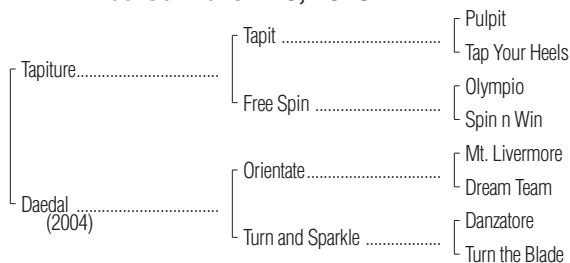 Pulpit
Tapit ........................................
Tap Your Heels
Tapiture....................................
Olympio
Free Spin ................................
Spin n Win
Mt. Livermore
Orientate..................................
Dream Team
Daedal ....................................
(2004)
Danzatore
Turn and Sparkle ...................
Turn the Blade